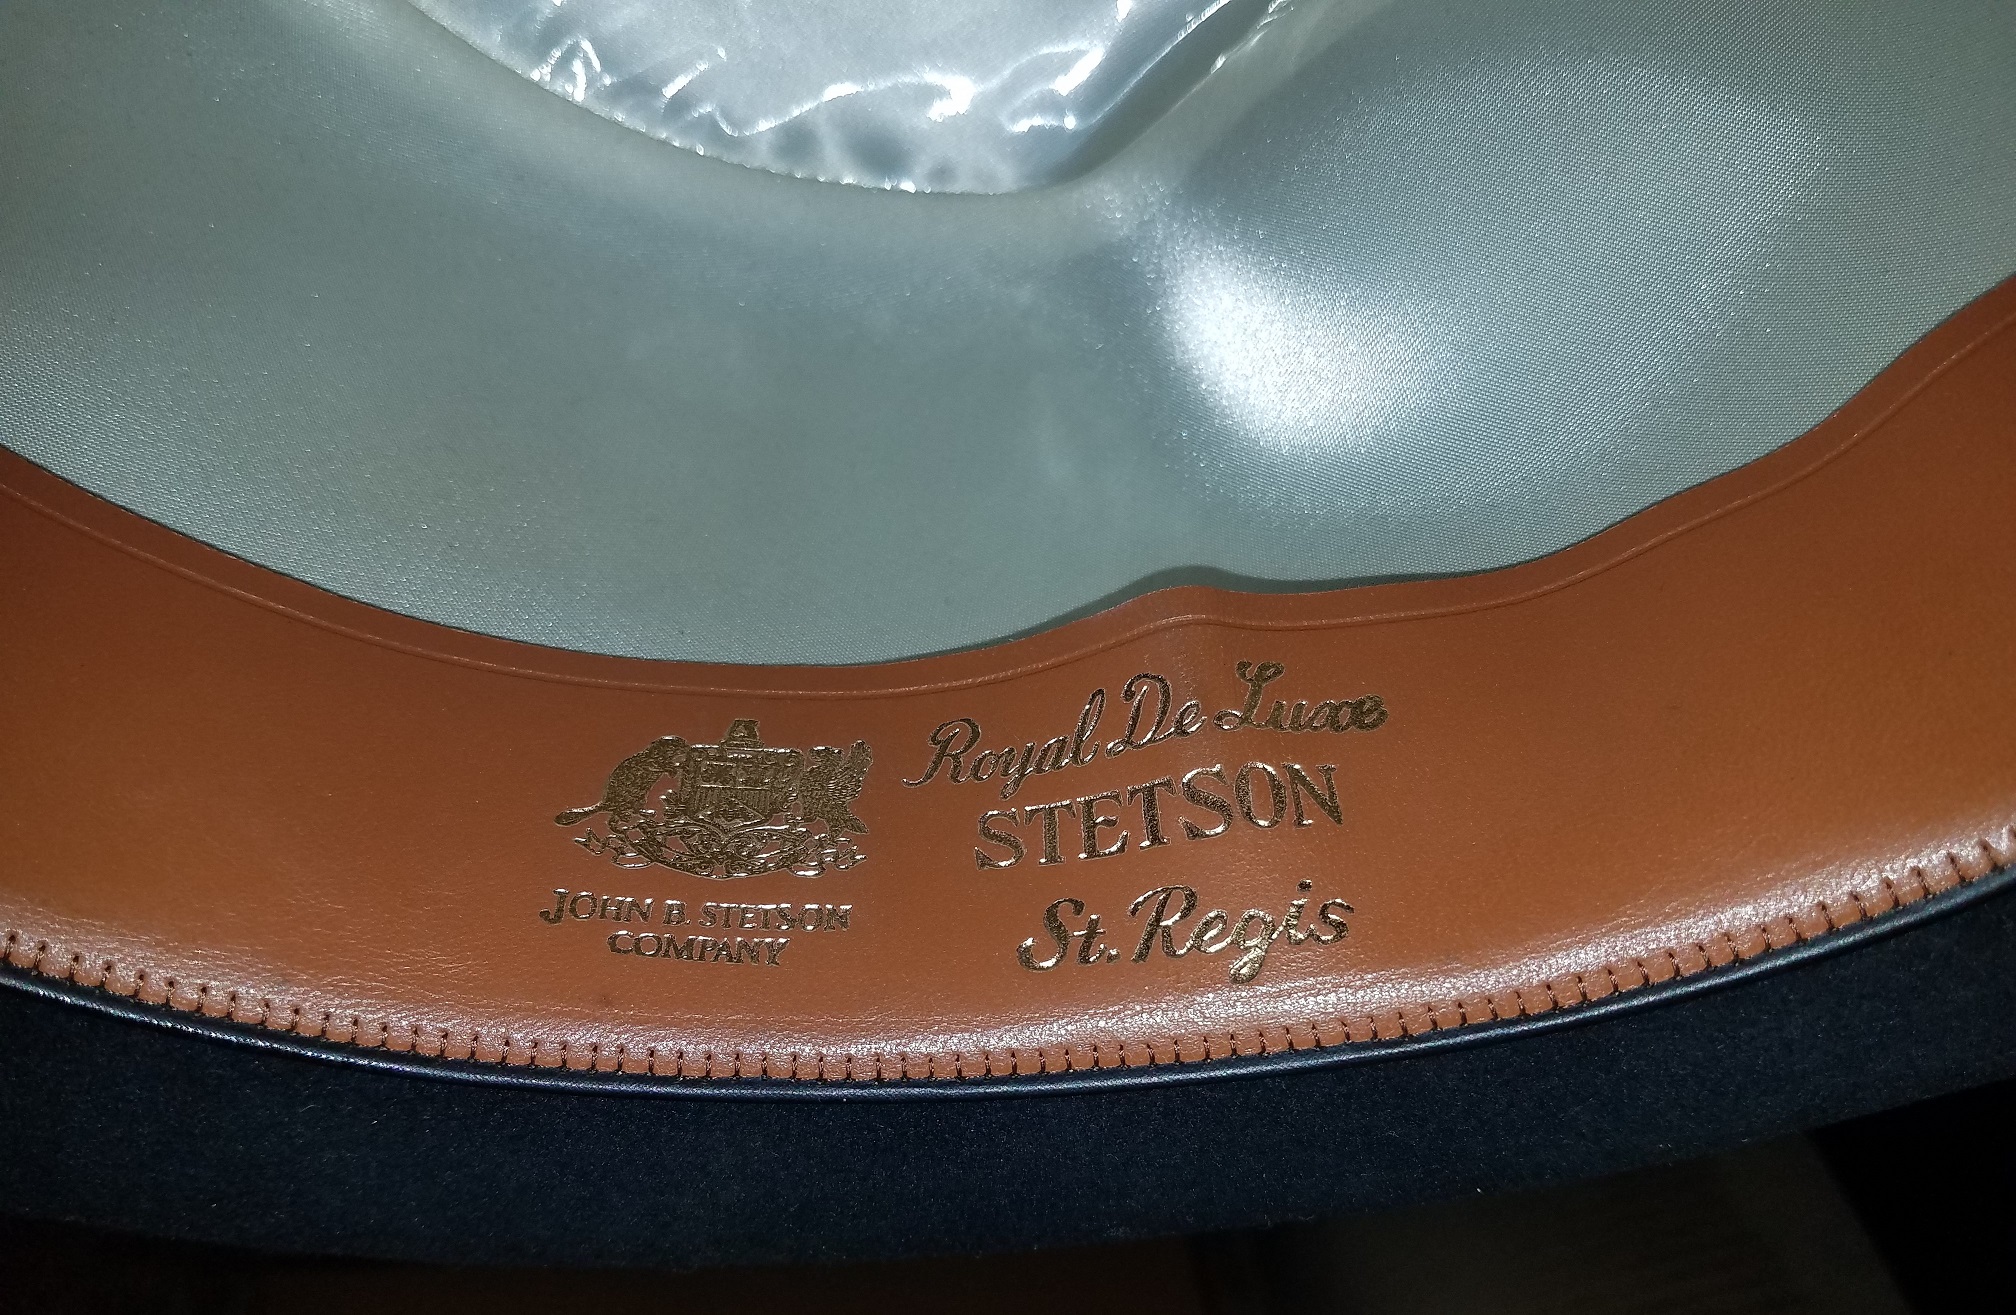 JOHN B. STETSON
COMPANY
Royal De Luxe
STETSON
St. Regis